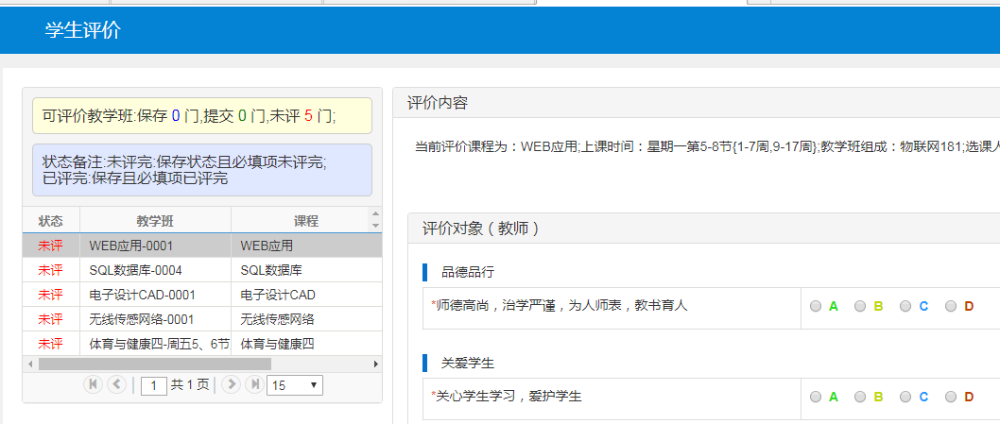 学生评价
可评价教学班:保存 0 门,提交 0 门,未评 5 门;
状态备注:未评完:保存状态且必填项未评完;
已评完:保存且必填项已评完
状态 教学班 课程
未评 WEB应用-0001 WEB应用
未评 SQL数据库-0004 SQL数据库
未评 电子设计CAD-0001 电子设计CAD
未评 无线传感网络-0001 无线传感网络
未评 体育与健康四-周五5、6节 体育与健康四
1 共 1 页 15
评价内容
当前评价课程为：WEB应用;上课时间：星期一第5-8节{1-7周,9-17周};教学班组成：物联网181;选课人
评价对象（教师）
品德品行
*师德高尚，治学严谨，为人师表，教书育人 A B C D
关爱学生
*关心学生学习，爱护学生 A B C D